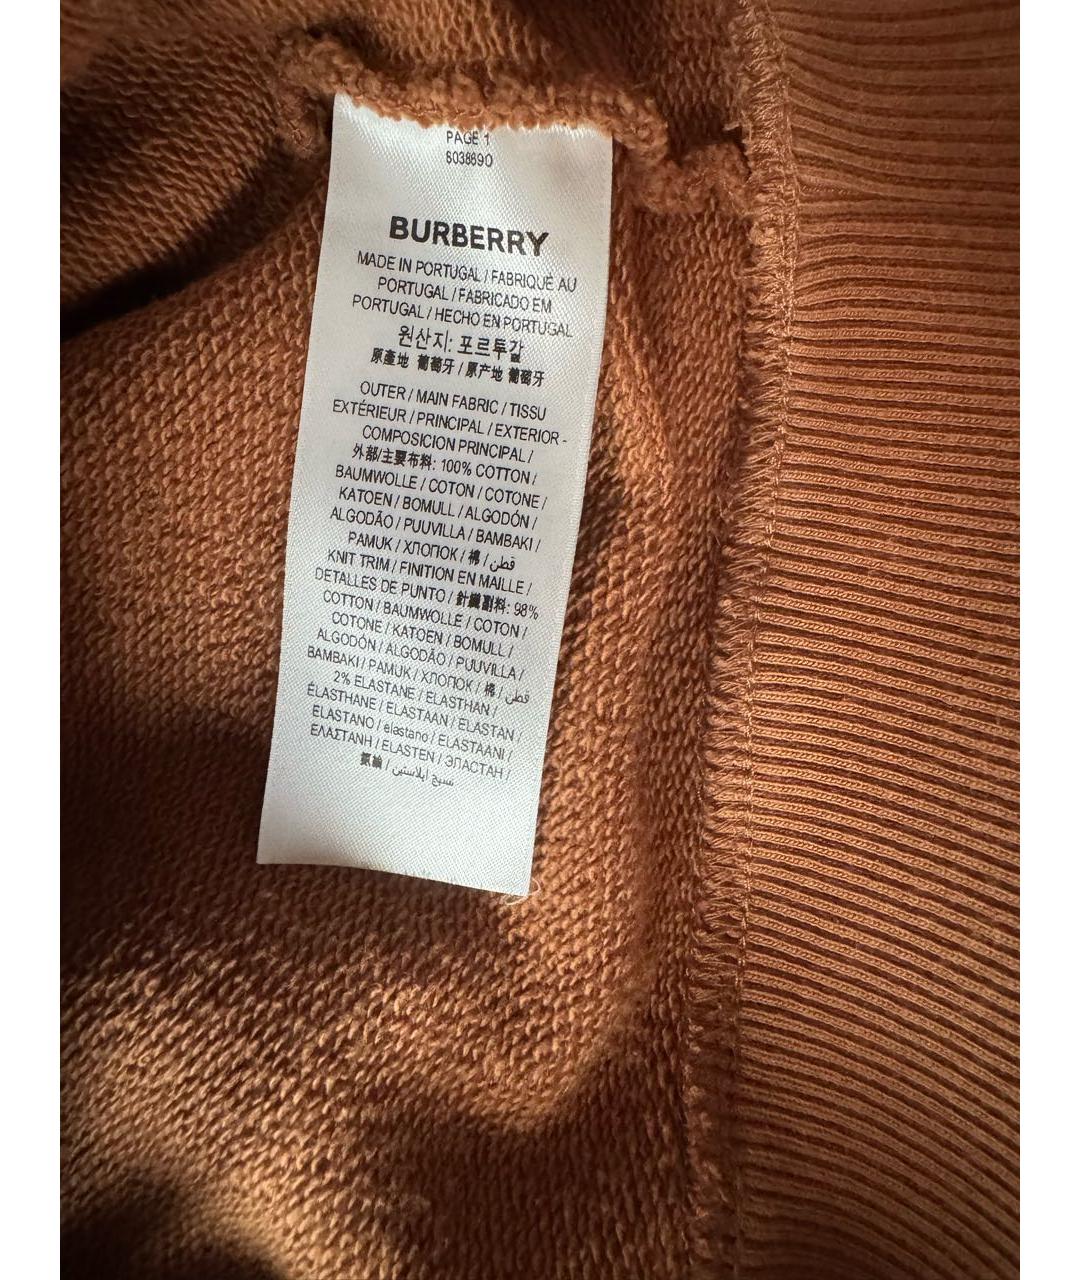 PAGE 1
8038690
BURBERRY
MADE IN PORTUGAL / FABRIQUÉ AU
PORTUGAL / FABRICADO EM
PORTUGAL / HECHO EN PORTUGAL
원산지: 포르투갈
原產地 葡萄牙 / 原产地 葡萄牙
OUTER / MAIN FABRIC / TISSU
EXTÉRIEUR / PRINCIPAL / EXTERIOR -
COMPOSICION PRINCIPAL /
外部/主要布料: 100% COTTON /
BAUMWOLLE / COTON / COTONE /
KATOEN / BOMULL / ALGODÓN /
ALGODÃO / PUUVILLA / BAMBAKI /
PAMUK / ХЛОПОК / 棉 / قطن
KNIT TRIM / FINITION EN MAILLE /
DETALLES DE PUNTO / 針織副料: 98%
COTTON / BAUMWOLLE / COTON /
COTONE / KATOEN / BOMULL /
ALGODÓN / ALGODÃO / PUUVILLA /
BAMBAKI / PAMUK / ХЛОПОК / 棉 / قطن
2% ELASTANE / ELASTHAN /
ÉLASTHANE / ELASTAAN / ELASTAN /
ELASTANO / elastano / ELASTAANI /
ΕΛΑΣΤΑΝΗ / ELASTEN / ЭЛАСТАН /
氨綸 / نسيج ايلاستين